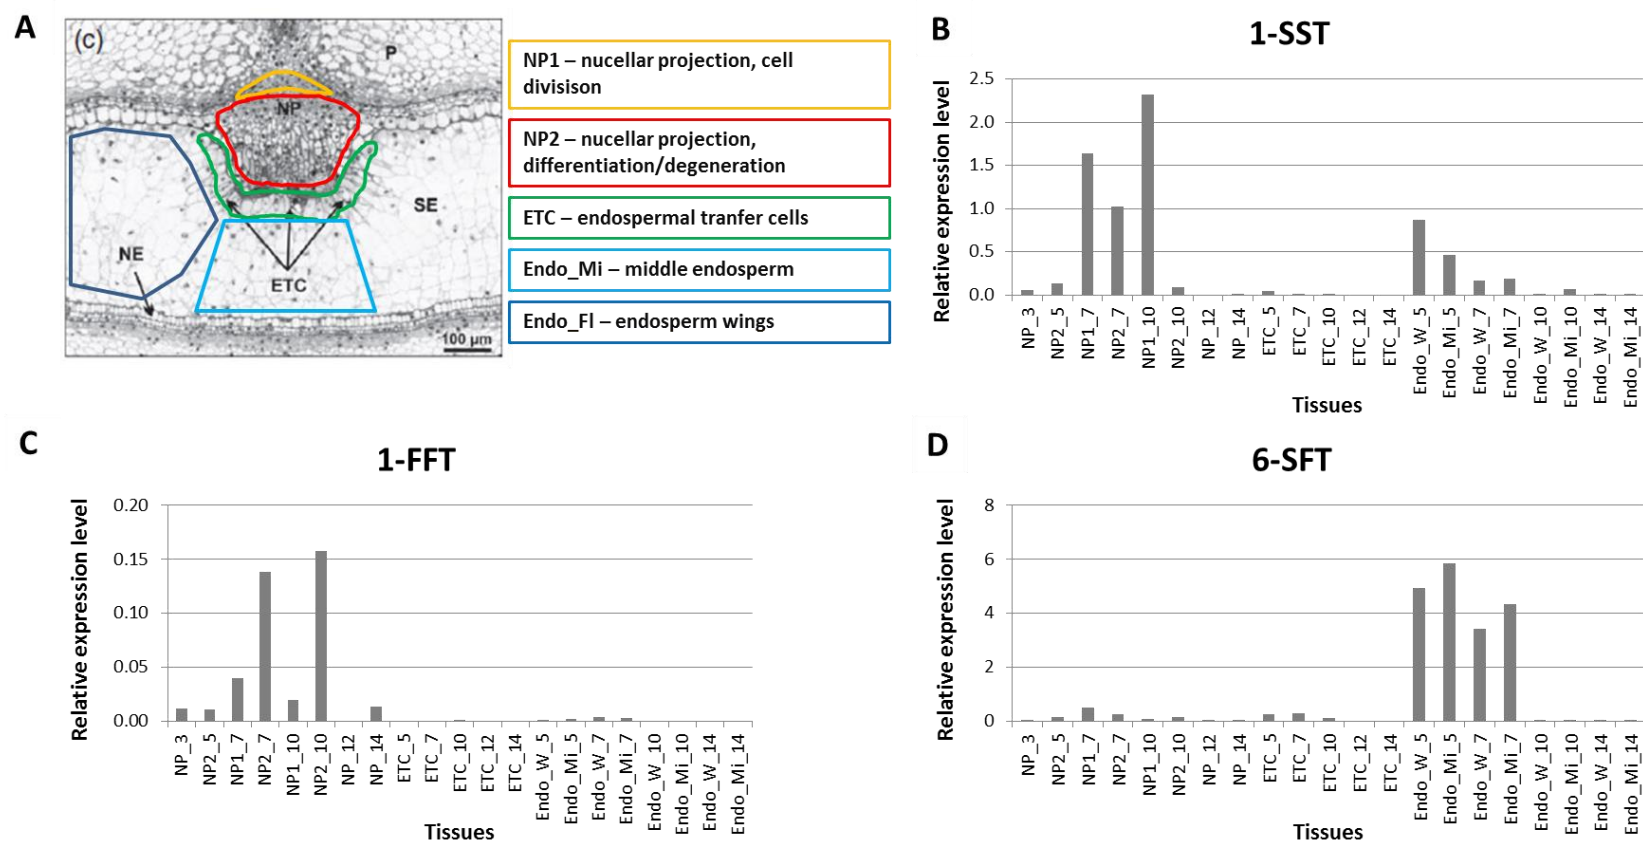 A
(c)
P
NP
SE
NE
ETC
100 µm
NP1 – nucellar projection, cell
divisison
NP2 – nucellar projection,
differentiation/degeneration
ETC – endospermal tranfer cells
Endo_Mi – middle endosperm
Endo_Fl – endosperm wings
B
1-SST
Relative expression level
2.5
2.0
1.5
1.0
0.5
0.0
NP_3
NP2_5
NP1_7
NP2_7
NP1_10
NP2_10
NP_12
NP_14
ETC_5
ETC_7
ETC_10
ETC_12
ETC_14
Endo_W_5
Endo_Mi_5
Endo_W_7
Endo_Mi_7
Endo_W_10
Endo_Mi_10
Endo_W_14
Endo_Mi_14
Tissues
C
1-FFT
Relative expression level
0.20
0.15
0.10
0.05
0.00
NP_3
NP2_5
NP1_7
NP2_7
NP1_10
NP2_10
NP_12
NP_14
ETC_5
ETC_7
ETC_10
ETC_12
ETC_14
Endo_W_5
Endo_Mi_5
Endo_W_7
Endo_Mi_7
Endo_W_10
Endo_Mi_10
Endo_W_14
Endo_Mi_14
Tissues
D
6-SFT
Relative expression level
8
6
4
2
0
NP_3
NP2_5
NP1_7
NP2_7
NP1_10
NP2_10
NP_12
NP_14
ETC_5
ETC_7
ETC_10
ETC_12
ETC_14
Endo_W_5
Endo_Mi_5
Endo_W_7
Endo_Mi_7
Endo_W_10
Endo_Mi_10
Endo_W_14
Endo_Mi_14
Tissues